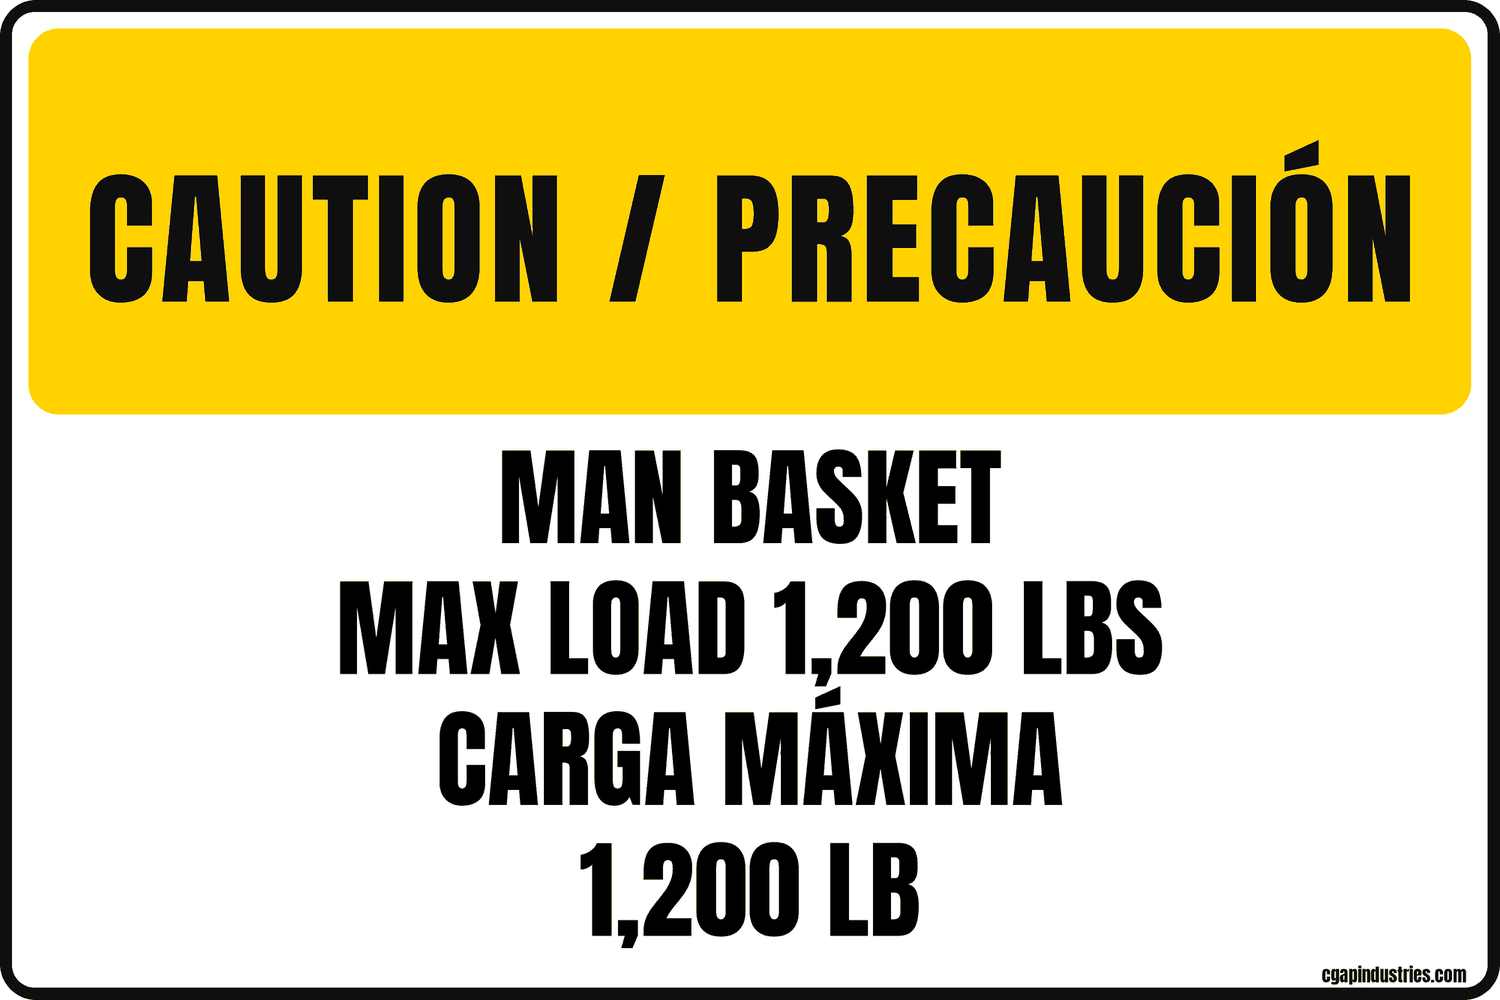 CAUTION / PRECAUCIÓN
MAN BASKET
MAX LOAD 1,200 LBS
CARGA MÁXIMA
1,200 LB
cgapindustries.com